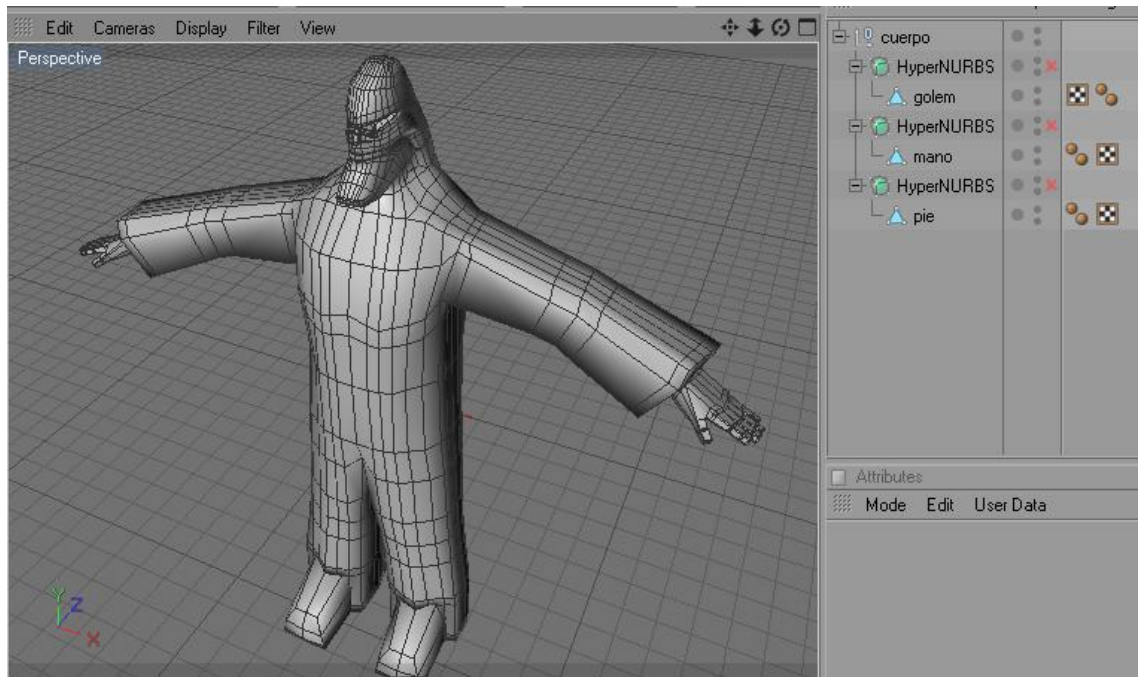 Edit Cameras Display Filter View
Perspective
cuerpo
HyperNURBS
golem
HyperNURBS
mano
HyperNURBS
pie
Attributes
Mode Edit User Data
Y
Z
X